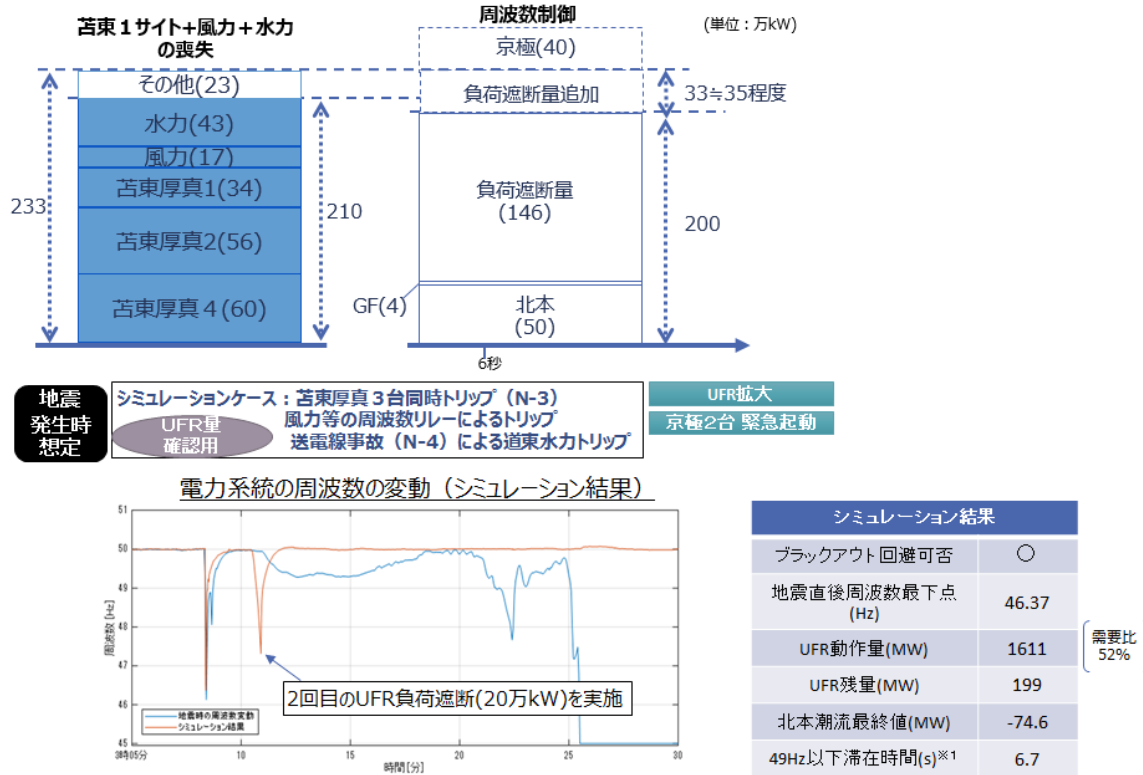 苫東1サイト+風力+水力
の喪失
周波数制御
(単位：万kW)
京極(40)
その他(23)
負荷遮断量追加
33≒35程度
水力(43)
風力(17)
苫東厚真1(34)
負荷遮断量
(146)
233
210
200
苫東厚真2(56)
苫東厚真４(60)
GF(4)
北本
(50)
6秒
地震
発生時
想定
シミュレーションケース：苫東厚真３台同時トリップ（N-3）
風力等の周波数リレーによるトリップ
送電線事故（N-4）による道東水力トリップ
UFR量
確認用
UFR拡大
京極2台 緊急起動
電力系統の周波数の変動（シミュレーション結果）
周波数[Hz]
51
50
49
48
47
46
45
2回目のUFR負荷遮断(20万kW)を実施
地震時の周波数変動
シミュレーション結果
3時05分
10
15
20
25
30
時間[分]
シミュレーション結果
ブラックアウト回避可否 〇
地震直後周波数最下点
(Hz) 46.37
UFR動作量(MW) 1611
需要比
52%
UFR残量(MW) 199
北本潮流最終値(MW) -74.6
49Hz以下滞在時間(s)※1 6.7